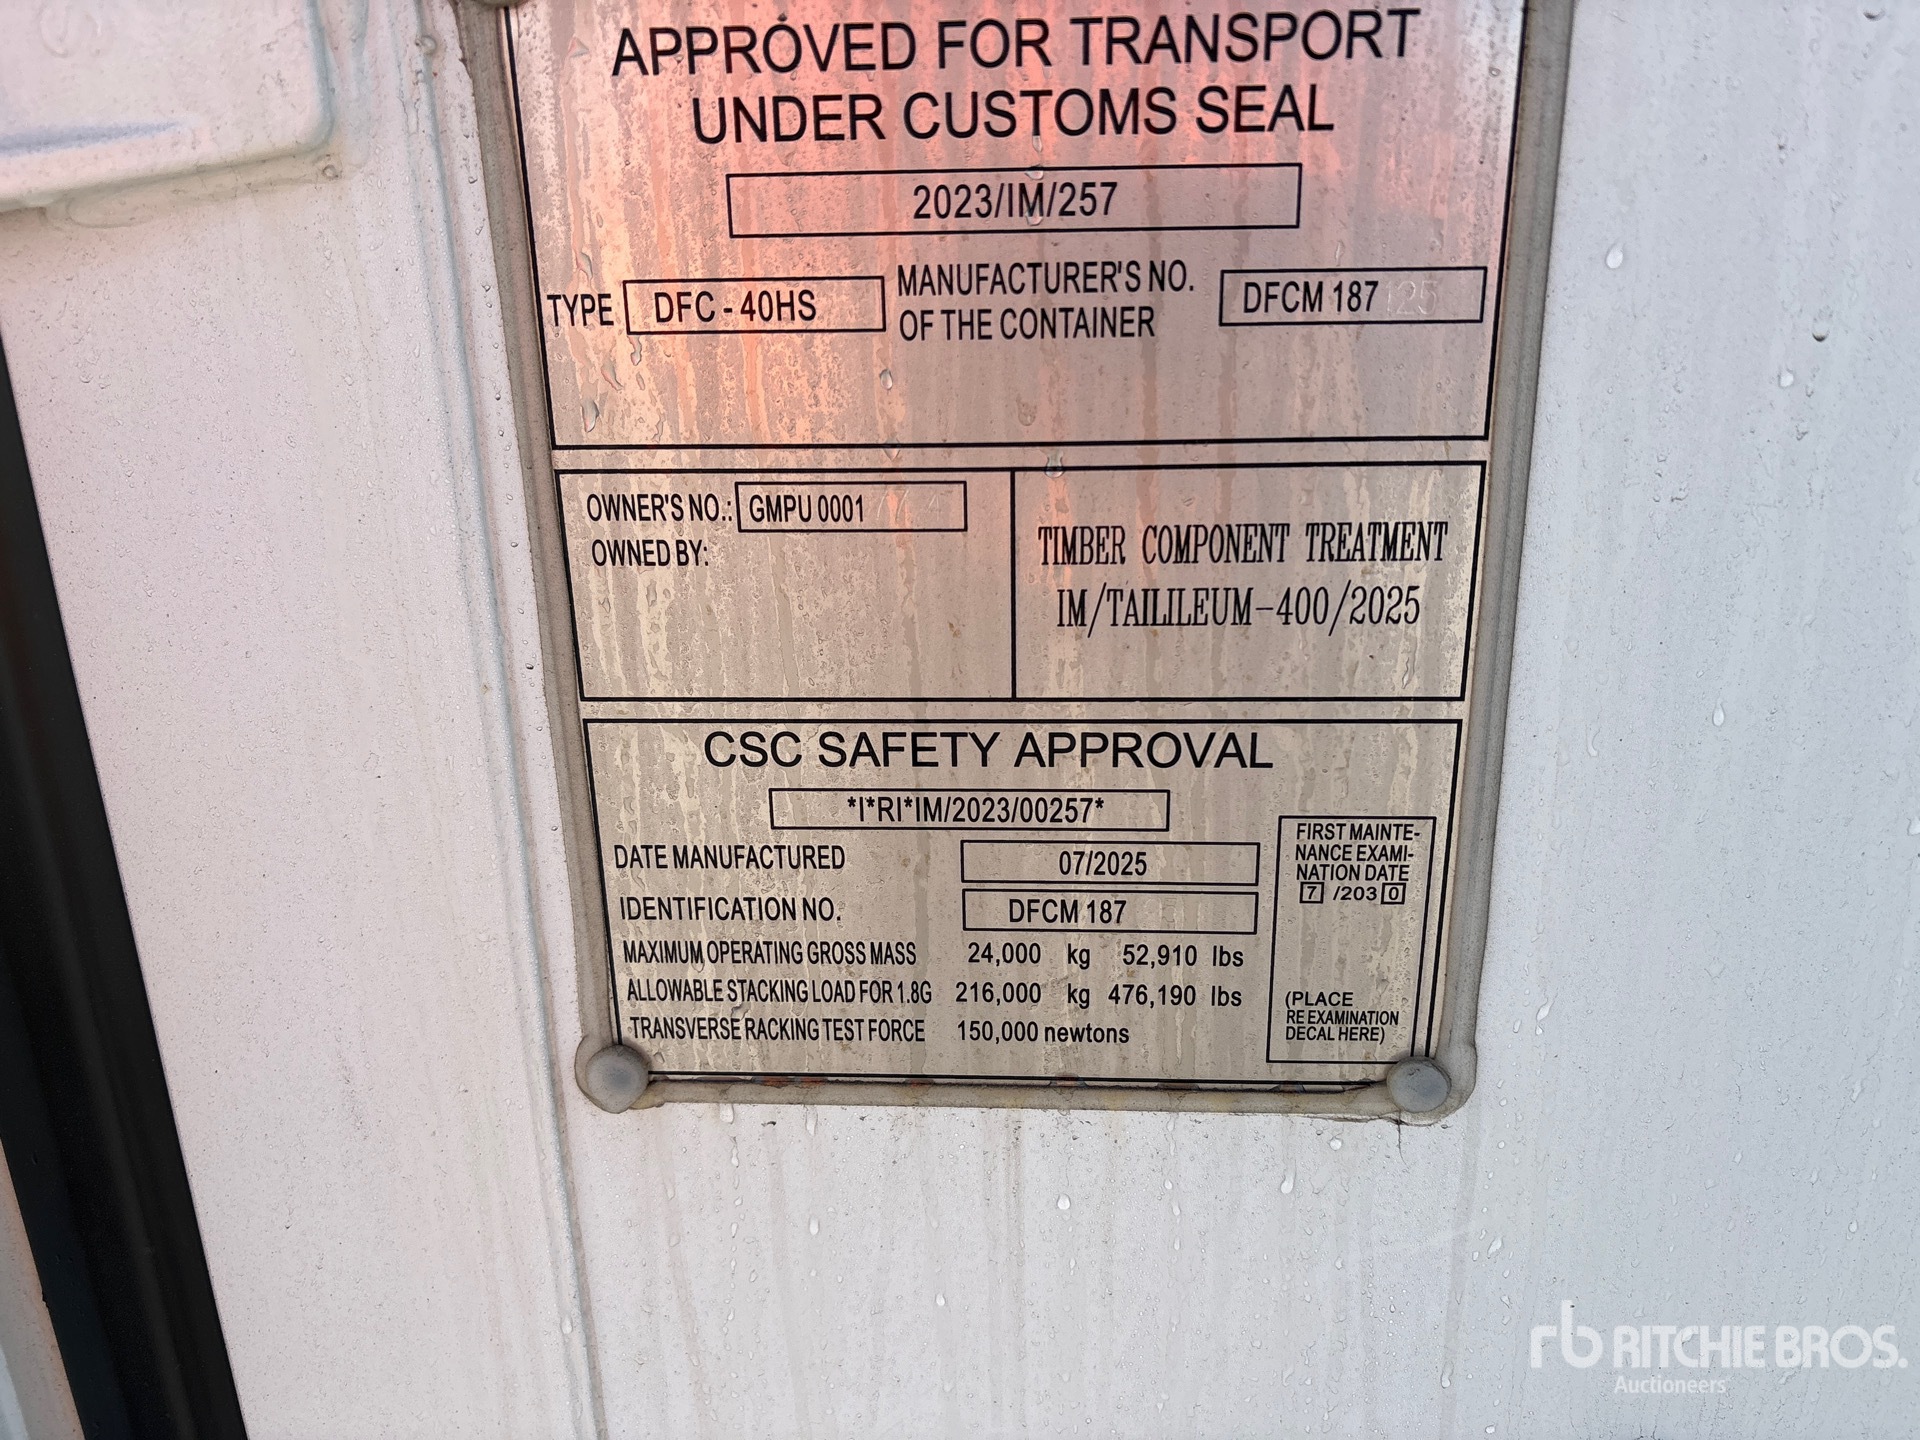 APPROVED FOR TRANSPORT
UNDER CUSTOMS SEAL
2023/IM/257
TYPE DFC - 40HS
MANUFACTURER'S NO.
OF THE CONTAINER
DFCM 187125
OWNER'S NO.: GMPU 0001
OWNED BY:
TIMBER COMPONENT TREATMENT
IM/TAILILEUM-400/2025
CSC SAFETY APPROVAL
*I*RI*IM/2023/00257*
DATE MANUFACTURED 07/2025
IDENTIFICATION NO. DFCM 187
MAXIMUM OPERATING GROSS MASS 24,000 kg 52,910 lbs
ALLOWABLE STACKING LOAD FOR 1.8G 216,000 kg 476,190 lbs
TRANSVERSE RACKING TEST FORCE 150,000 newtons
FIRST MAINTE-
NANCE EXAMI-
NATION DATE
7 /203 0
(PLACE
RE EXAMINATION
DECAL HERE)
rb RITCHIE BROS.
Auctioneers